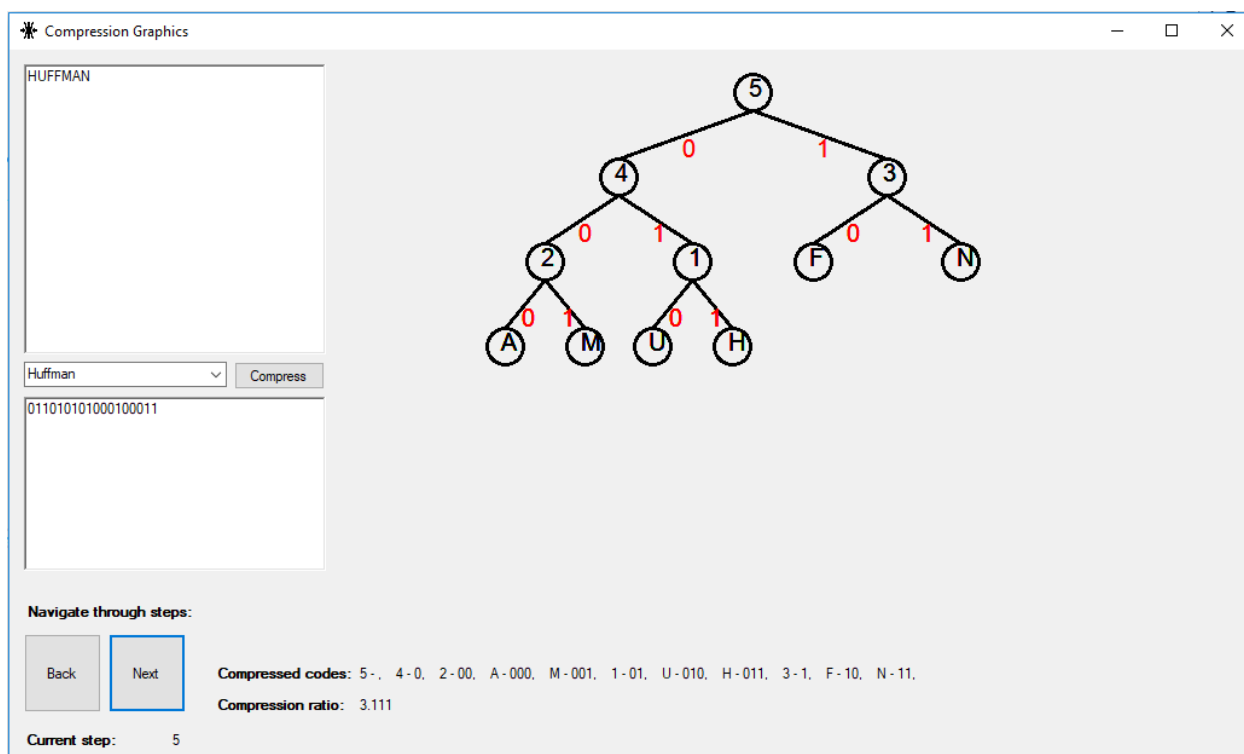 Compression Graphics
HUFFMAN
5
0 1
4 3
0 1 0 1
2 1 F N
0 1 0 1
A M U H
Huffman Compress
011010101000100011
Navigate through steps:
Back Next
Compressed codes: 5 - , 4 - 0, 2 - 00, A - 000, M - 001, 1 - 01, U - 010, H - 011, 3 - 1, F - 10, N - 11,
Compression ratio: 3.111
Current step: 5